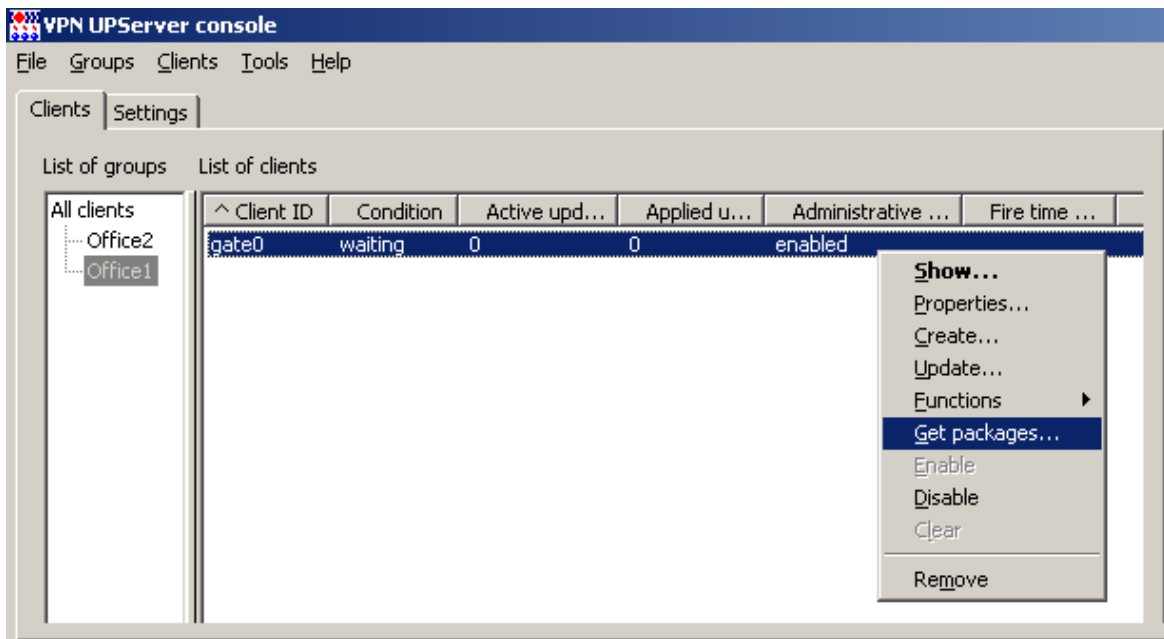 VPN UPServer console
File Groups Clients Tools Help
Clients Settings
List of groups List of clients
All clients
Office2
Office1
^ Client ID Condition Active upd... Applied u... Administrative ... Fire time ...
gate0 waiting 0 0 enabled
Show...
Properties...
Create...
Update...
Functions
Get packages...
Enable
Disable
Clear
Remove